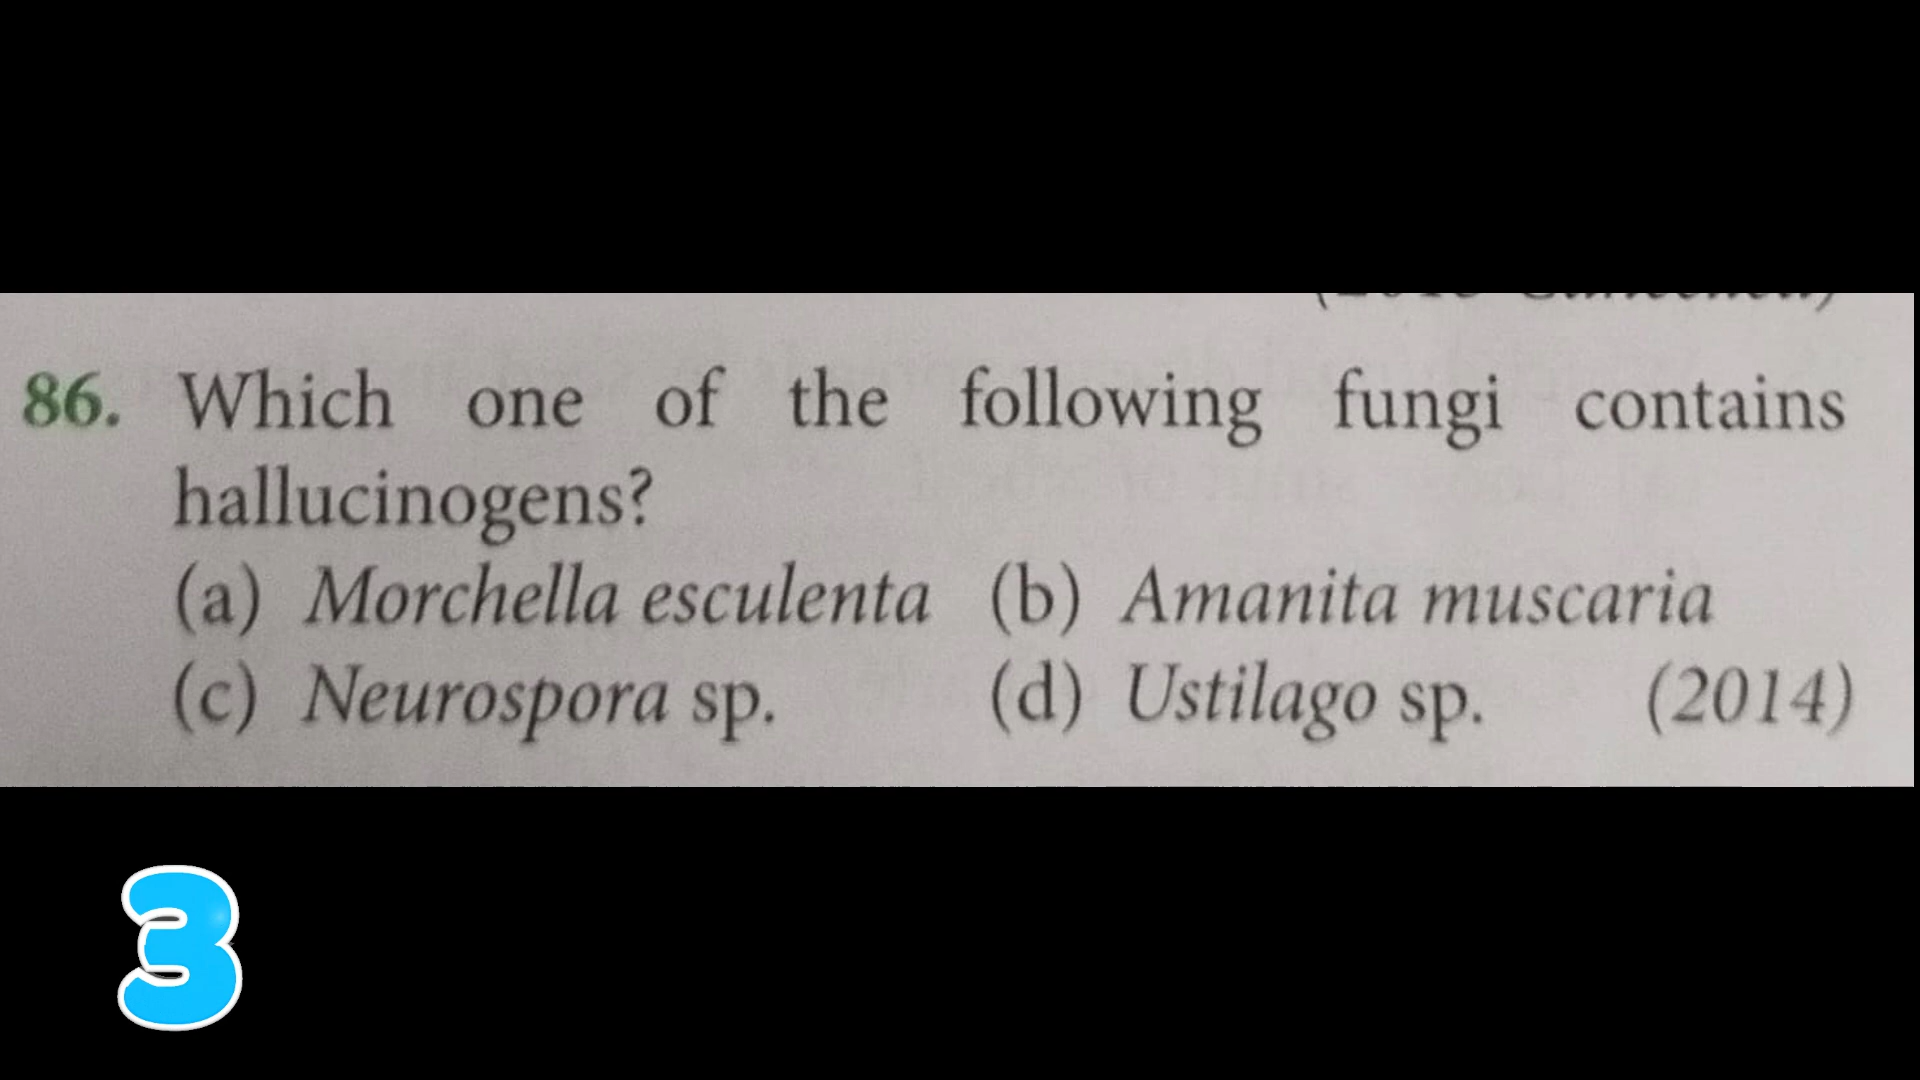 86. Which one of the following fungi contains
hallucinogens?
(a) Morchella esculenta (b) Amanita muscaria
(c) Neurospora sp. (d) Ustilago sp. (2014)
3